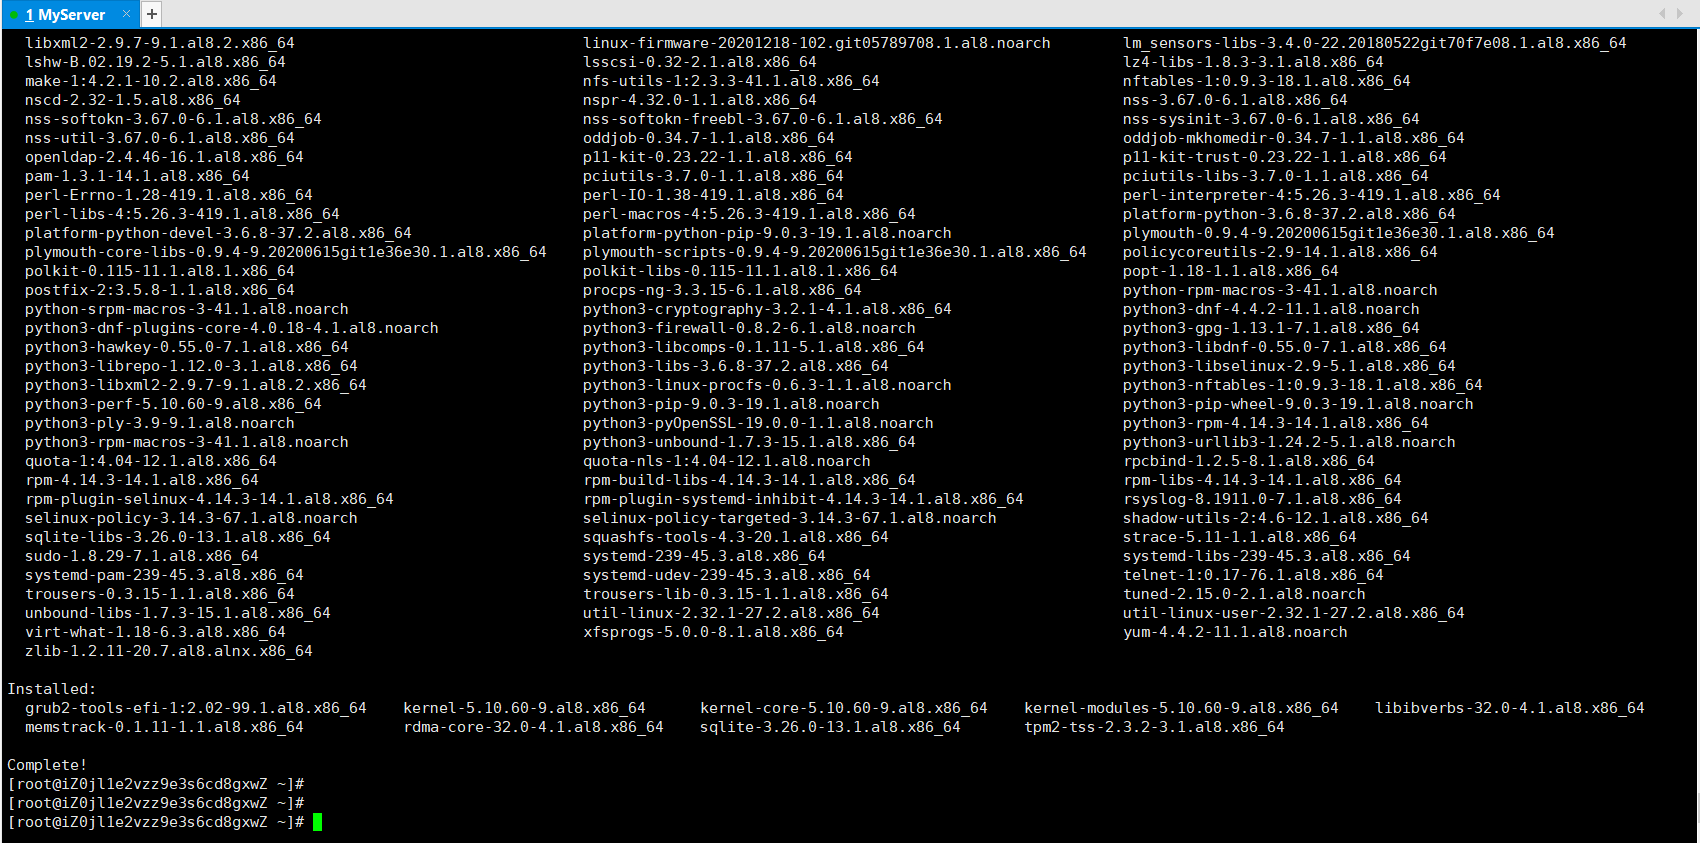 1 MyServer × +
libxml2-2.9.7-9.1.al8.2.x86_64 linux-firmware-20201218-102.git05789708.1.al8.noarch lm_sensors-libs-3.4.0-22.20180522git70f7e08.1.al8.x86_64
lshw-B.02.19.2-5.1.al8.x86_64 lsscsi-0.32-2.1.al8.x86_64 lz4-libs-1.8.3-3.1.al8.x86_64
make-1:4.2.1-10.2.al8.x86_64 nfs-utils-1:2.3.3-41.1.al8.x86_64 nftables-1:0.9.3-18.1.al8.x86_64
nscd-2.32-1.5.al8.x86_64 nspr-4.32.0-1.1.al8.x86_64 nss-3.67.0-6.1.al8.x86_64
nss-softokn-3.67.0-6.1.al8.x86_64 nss-softokn-freebl-3.67.0-6.1.al8.x86_64 nss-sysinit-3.67.0-6.1.al8.x86_64
nss-util-3.67.0-6.1.al8.x86_64 oddjob-0.34.7-1.1.al8.x86_64 oddjob-mkhomedir-0.34.7-1.1.al8.x86_64
openldap-2.4.46-16.1.al8.x86_64 p11-kit-0.23.22-1.1.al8.x86_64 p11-kit-trust-0.23.22-1.1.al8.x86_64
pam-1.3.1-14.1.al8.x86_64 pciutils-3.7.0-1.1.al8.x86_64 pciutils-libs-3.7.0-1.1.al8.x86_64
perl-Errno-1.28-419.1.al8.x86_64 perl-IO-1.38-419.1.al8.x86_64 perl-interpreter-4:5.26.3-419.1.al8.x86_64
perl-libs-4:5.26.3-419.1.al8.x86_64 perl-macros-4:5.26.3-419.1.al8.x86_64 platform-python-3.6.8-37.2.al8.x86_64
platform-python-devel-3.6.8-37.2.al8.x86_64 platform-python-pip-9.0.3-19.1.al8.noarch plymouth-0.9.4-9.20200615git1e36e30.1.al8.x86_64
plymouth-core-libs-0.9.4-9.20200615git1e36e30.1.al8.x86_64 plymouth-scripts-0.9.4-9.20200615git1e36e30.1.al8.x86_64 policycoreutils-2.9-14.1.al8.x86_64
polkit-0.115-11.1.al8.1.x86_64 polkit-libs-0.115-11.1.al8.1.x86_64 popt-1.18-1.1.al8.x86_64
postfix-2:3.5.8-1.1.al8.x86_64 procps-ng-3.3.15-6.1.al8.x86_64 python-rpm-macros-3-41.1.al8.noarch
python-srpm-macros-3-41.1.al8.noarch python3-cryptography-3.2.1-4.1.al8.x86_64 python3-dnf-4.4.2-11.1.al8.noarch
python3-dnf-plugins-core-4.0.18-4.1.al8.noarch python3-firewall-0.8.2-6.1.al8.noarch python3-gpg-1.13.1-7.1.al8.x86_64
python3-hawkey-0.55.0-7.1.al8.x86_64 python3-libcomps-0.1.11-5.1.al8.x86_64 python3-libdnf-0.55.0-7.1.al8.x86_64
python3-librepo-1.12.0-3.1.al8.x86_64 python3-libs-3.6.8-37.2.al8.x86_64 python3-libselinux-2.9-5.1.al8.x86_64
python3-libxml2-2.9.7-9.1.al8.2.x86_64 python3-linux-procfs-0.6.3-1.1.al8.noarch python3-nftables-1:0.9.3-18.1.al8.x86_64
python3-perf-5.10.60-9.al8.x86_64 python3-pip-9.0.3-19.1.al8.noarch python3-pip-wheel-9.0.3-19.1.al8.noarch
python3-ply-3.9-9.1.al8.noarch python3-pyOpenSSL-19.0.0-1.1.al8.noarch python3-rpm-4.14.3-14.1.al8.x86_64
python3-rpm-macros-3-41.1.al8.noarch python3-unbound-1.7.3-15.1.al8.x86_64 python3-urllib3-1.24.2-5.1.al8.noarch
quota-1:4.04-12.1.al8.x86_64 quota-nls-1:4.04-12.1.al8.noarch rpcbind-1.2.5-8.1.al8.x86_64
rpm-4.14.3-14.1.al8.x86_64 rpm-build-libs-4.14.3-14.1.al8.x86_64 rpm-libs-4.14.3-14.1.al8.x86_64
rpm-plugin-selinux-4.14.3-14.1.al8.x86_64 rpm-plugin-systemd-inhibit-4.14.3-14.1.al8.x86_64 rsyslog-8.1911.0-7.1.al8.x86_64
selinux-policy-3.14.3-67.1.al8.noarch selinux-policy-targeted-3.14.3-67.1.al8.noarch shadow-utils-2:4.6-12.1.al8.x86_64
sqlite-libs-3.26.0-13.1.al8.x86_64 squashfs-tools-4.3-20.1.al8.x86_64 strace-5.11-1.1.al8.x86_64
sudo-1.8.29-7.1.al8.x86_64 systemd-239-45.3.al8.x86_64 systemd-libs-239-45.3.al8.x86_64
systemd-pam-239-45.3.al8.x86_64 systemd-udev-239-45.3.al8.x86_64 telnet-1:0.17-76.1.al8.x86_64
trousers-0.3.15-1.1.al8.x86_64 trousers-lib-0.3.15-1.1.al8.x86_64 tuned-2.15.0-2.1.al8.noarch
unbound-libs-1.7.3-15.1.al8.x86_64 util-linux-2.32.1-27.2.al8.x86_64 util-linux-user-2.32.1-27.2.al8.x86_64
virt-what-1.18-6.3.al8.x86_64 xfsprogs-5.0.0-8.1.al8.x86_64 yum-4.4.2-11.1.al8.noarch
zlib-1.2.11-20.7.al8.alnx.x86_64
Installed:
grub2-tools-efi-1:2.02-99.1.al8.x86_64 kernel-5.10.60-9.al8.x86_64 kernel-core-5.10.60-9.al8.x86_64 kernel-modules-5.10.60-9.al8.x86_64 libibverbs-32.0-4.1.al8.x86_64
memstrack-0.1.11-1.1.al8.x86_64 rdma-core-32.0-4.1.al8.x86_64 sqlite-3.26.0-13.1.al8.x86_64 tpm2-tss-2.3.2-3.1.al8.x86_64
Complete!
[root@iZ0jl1e2vzz9e3s6cd8gxwZ ~]#
[root@iZ0jl1e2vzz9e3s6cd8gxwZ ~]#
[root@iZ0jl1e2vzz9e3s6cd8gxwZ ~]#